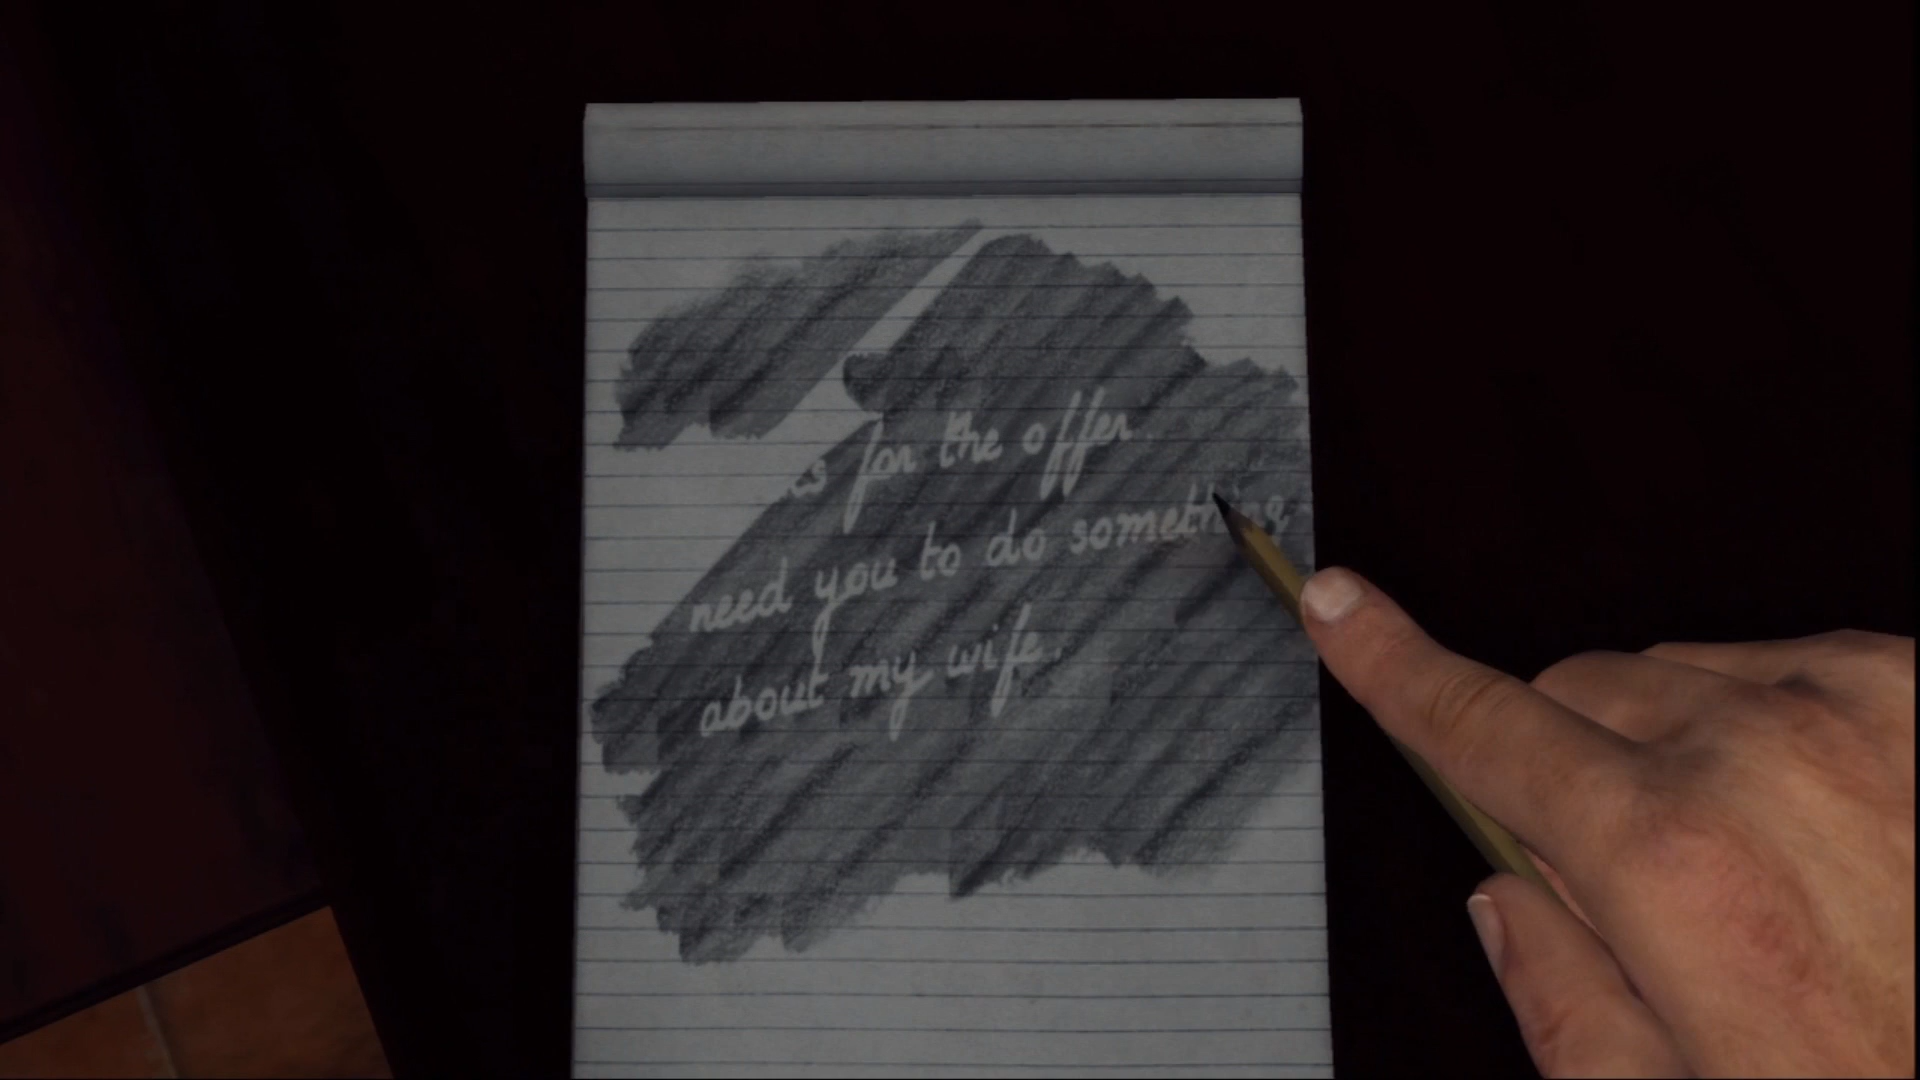 for the offer.
need you to do something
about my wife.